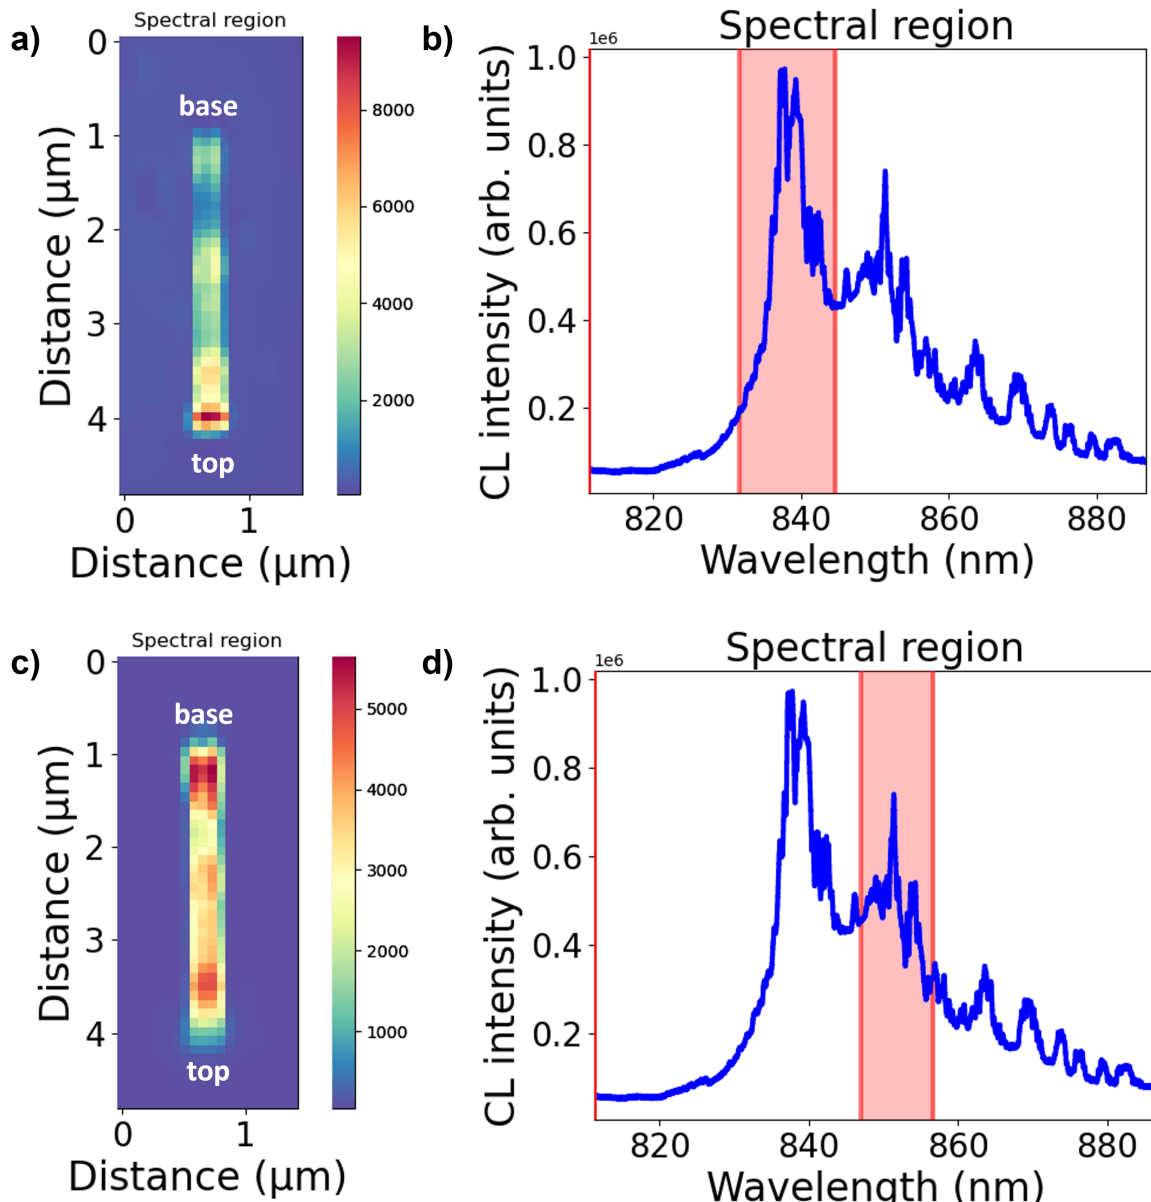 a)
Spectral region
0
1
2
3
4
Distance (μm)
base
top
0 1
Distance (μm)
8000
6000
4000
2000
b)
Spectral region
1e6
1.0
0.8
0.6
0.4
0.2
CL intensity (arb. units)
820 840 860 880
Wavelength (nm)
c)
Spectral region
0
1
2
3
4
Distance (μm)
base
top
0 1
Distance (μm)
5000
4000
3000
2000
1000
d)
Spectral region
1e6
1.0
0.8
0.6
0.4
0.2
CL intensity (arb. units)
820 840 860 880
Wavelength (nm)